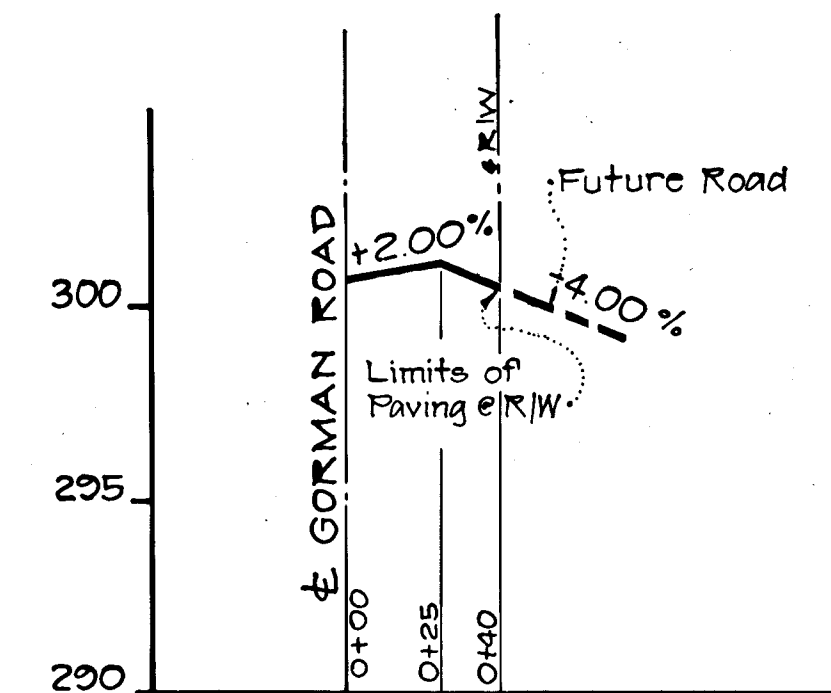 ¢ R/W
Future Road
+2.00%
-4.00%
300
Limits of
Paving @ R/W
295
℄ GORMAN ROAD
0+00
0+25
0+40
290